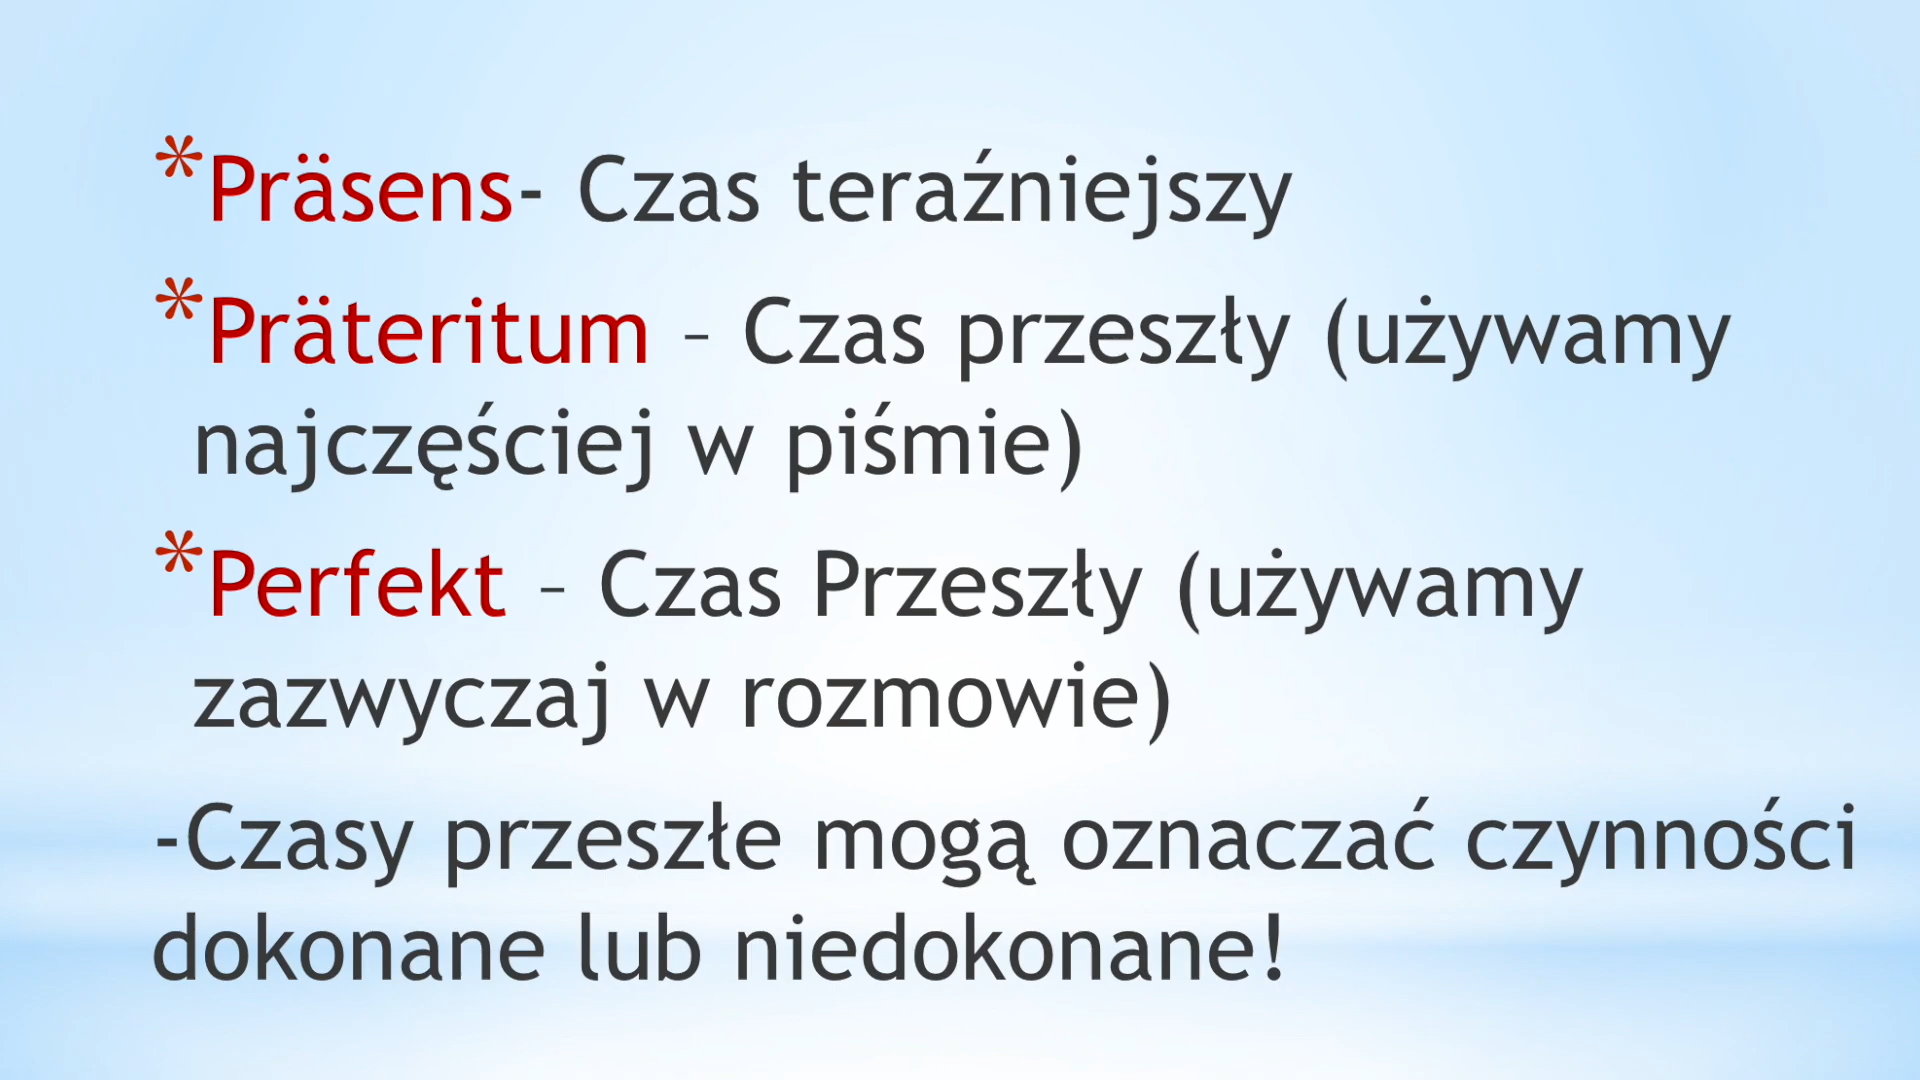 *Präsens- Czas teraźniejszy
*Präteritum – Czas przeszły (używamy
najczęściej w piśmie)
*Perfekt – Czas Przeszły (używamy
zazwyczaj w rozmowie)
-Czasy przeszłe mogą oznaczać czynności
dokonane lub niedokonane!